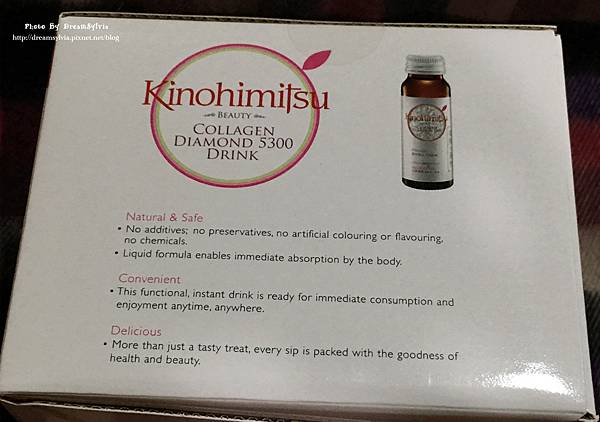 Photo By DreamSylvia
http://dreamsylvia.pixnet.net/blog
Kinohimitsu
BEAUTY
COLLAGEN
DIAMOND 5300
DRINK
Kinohimitsu
Natural & Safe
• No additives; no preservatives, no artificial colouring or flavouring,
no chemicals.
• Liquid formula enables immediate absorption by the body.
Convenient
• This functional, instant drink is ready for immediate consumption and
enjoyment anytime, anywhere.
Delicious
• More than just a tasty treat, every sip is packed with the goodness of
health and beauty.